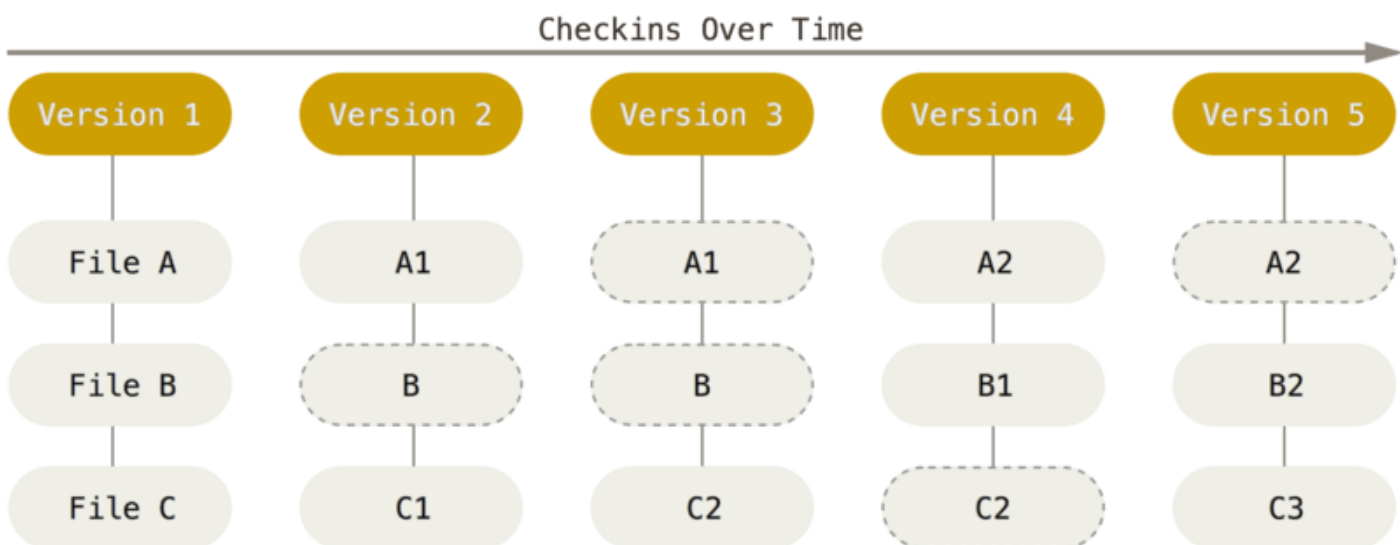 Checkins Over Time
Version 1 Version 2 Version 3 Version 4 Version 5
File A A1 A1 A2 A2
File B B B B1 B2
File C C1 C2 C2 C3